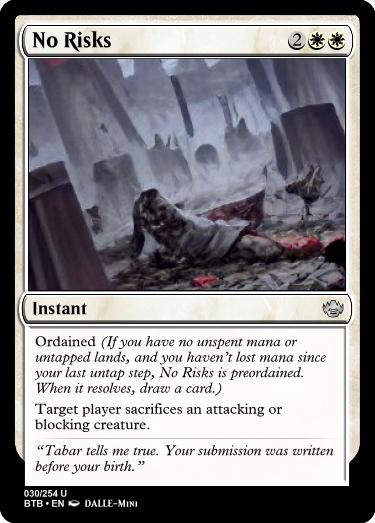 No Risks 2
Instant
Ordained (If you have no unspent mana or
untapped lands, and you haven't lost mana since
your last untap step, No Risks is preordained.
When it resolves, draw a card.)
Target player sacrifices an attacking or
blocking creature.
"Tabar tells me true. Your submission was written
before your birth."
030/254 U
BTB • EN DALLE-Mini